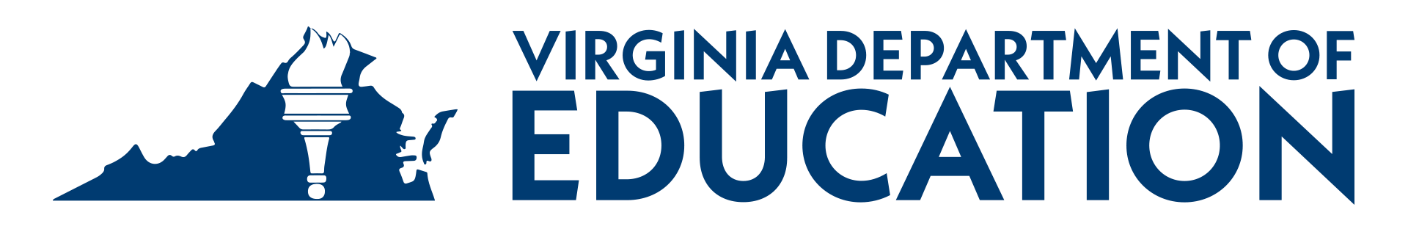 VIRGINIA DEPARTMENT OF
EDUCATION